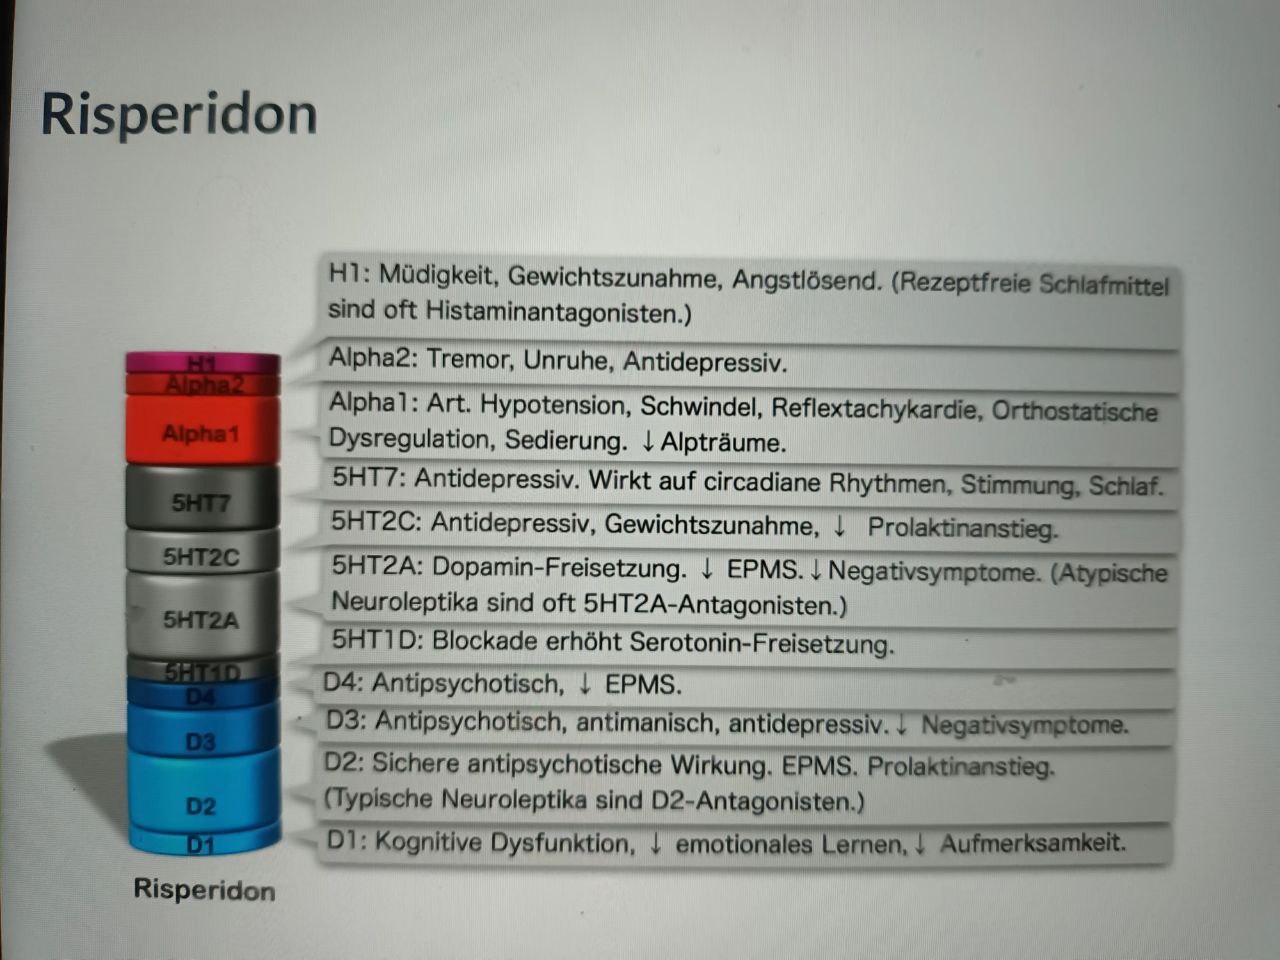 Risperidon
H1: Müdigkeit, Gewichtszunahme, Angstlösend. (Rezeptfreie Schlafmittel
sind oft Histaminantagonisten.)
Alpha2: Tremor, Unruhe, Antidepressiv.
Alpha1: Art. Hypotension, Schwindel, Reflextachykardie, Orthostatische
Dysregulation, Sedierung. ↓ Alpträume.
5HT7: Antidepressiv. Wirkt auf circadiane Rhythmen, Stimmung, Schlaf.
5HT2C: Antidepressiv, Gewichtszunahme, ↓ Prolaktinanstieg.
5HT2A: Dopamin-Freisetzung. ↓ EPMS. ↓ Negativsymptome. (Atypische
Neuroleptika sind oft 5HT2A-Antagonisten.)
5HT1D: Blockade erhöht Serotonin-Freisetzung.
D4: Antipsychotisch, ↓ EPMS.
D3: Antipsychotisch, antimanisch, antidepressiv. ↓ Negativsymptome.
D2: Sichere antipsychotische Wirkung. EPMS. Prolaktinanstieg.
(Typische Neuroleptika sind D2-Antagonisten.)
D1: Kognitive Dysfunktion, ↓ emotionales Lernen, ↓ Aufmerksamkeit.
H1
Alpha2
Alpha1
5HT7
5HT2C
5HT2A
5HT1D
D4
D3
D2
D1
Risperidon